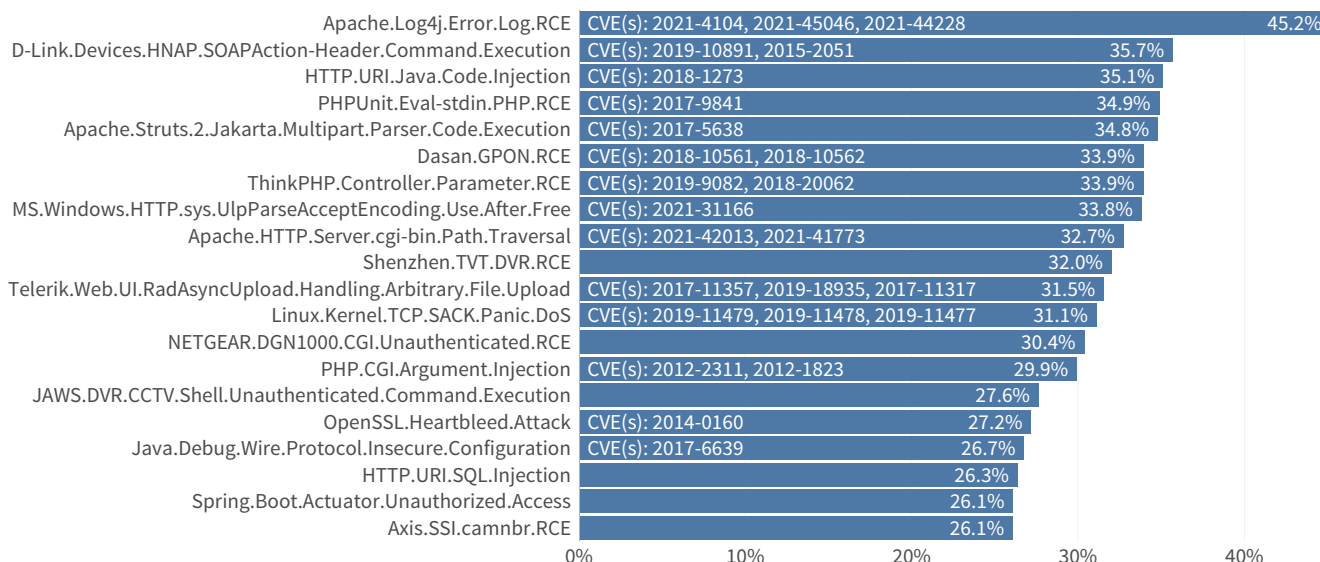 Apache.Log4j.Error.Log.RCE CVE(s): 2021-4104, 2021-45046, 2021-44228 45.2%
D-Link.Devices.HNAP.SOAPAction-Header.Command.Execution CVE(s): 2019-10891, 2015-2051 35.7%
HTTP.URI.Java.Code.Injection CVE(s): 2018-1273 35.1%
PHPUnit.Eval-stdin.PHP.RCE CVE(s): 2017-9841 34.9%
Apache.Struts.2.Jakarta.Multipart.Parser.Code.Execution CVE(s): 2017-5638 34.8%
Dasan.GPON.RCE CVE(s): 2018-10561, 2018-10562 33.9%
ThinkPHP.Controller.Parameter.RCE CVE(s): 2019-9082, 2018-20062 33.9%
MS.Windows.HTTP.sys.UlpParseAcceptEncoding.Use.After.Free CVE(s): 2021-31166 33.8%
Apache.HTTP.Server.cgi-bin.Path.Traversal CVE(s): 2021-42013, 2021-41773 32.7%
Shenzhen.TVT.DVR.RCE 32.0%
Telerik.Web.UI.RadAsyncUpload.Handling.Arbitrary.File.Upload CVE(s): 2017-11357, 2019-18935, 2017-11317 31.5%
Linux.Kernel.TCP.SACK.Panic.DoS CVE(s): 2019-11479, 2019-11478, 2019-11477 31.1%
NETGEAR.DGN1000.CGI.Unauthenticated.RCE 30.4%
PHP.CGI.Argument.Injection CVE(s): 2012-2311, 2012-1823 29.9%
JAWS.DVR.CCTV.Shell.Unauthenticated.Command.Execution 27.6%
OpenSSL.Heartbleed.Attack CVE(s): 2014-0160 27.2%
Java.Debug.Wire.Protocol.Insecure.Configuration CVE(s): 2017-6639 26.7%
HTTP.URI.SQL.Injection 26.3%
Spring.Boot.Actuator.Unauthorized.Access 26.1%
Axis.SSI.camnbr.RCE 26.1%
0% 10% 20% 30% 40%